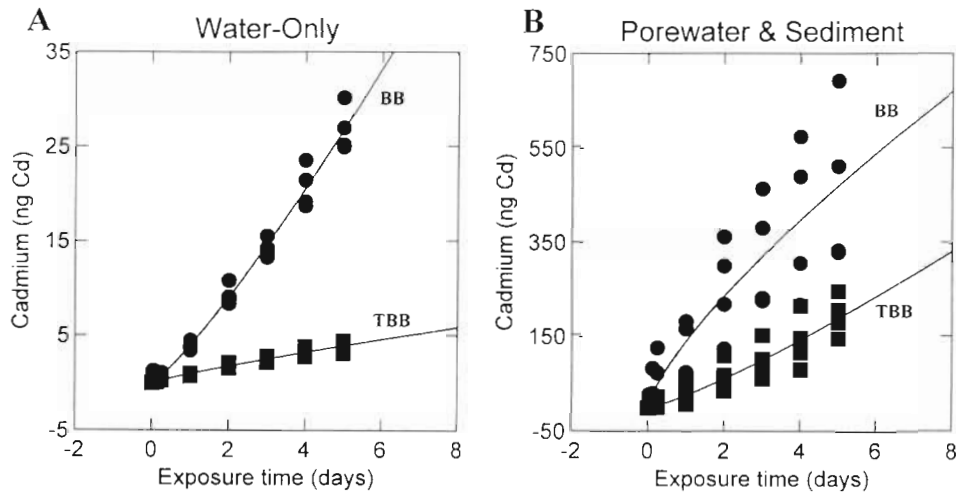 A
Water-Only
35
25
15
5
-5
-2
0
2
4
6
8
Cadmium (ng Cd)
Exposure time (days)
BB
TBB
B
Porewater & Sediment
750
550
350
150
-50
-2
0
2
4
6
8
Cadmium (ng Cd)
Exposure time (days)
BB
TBB